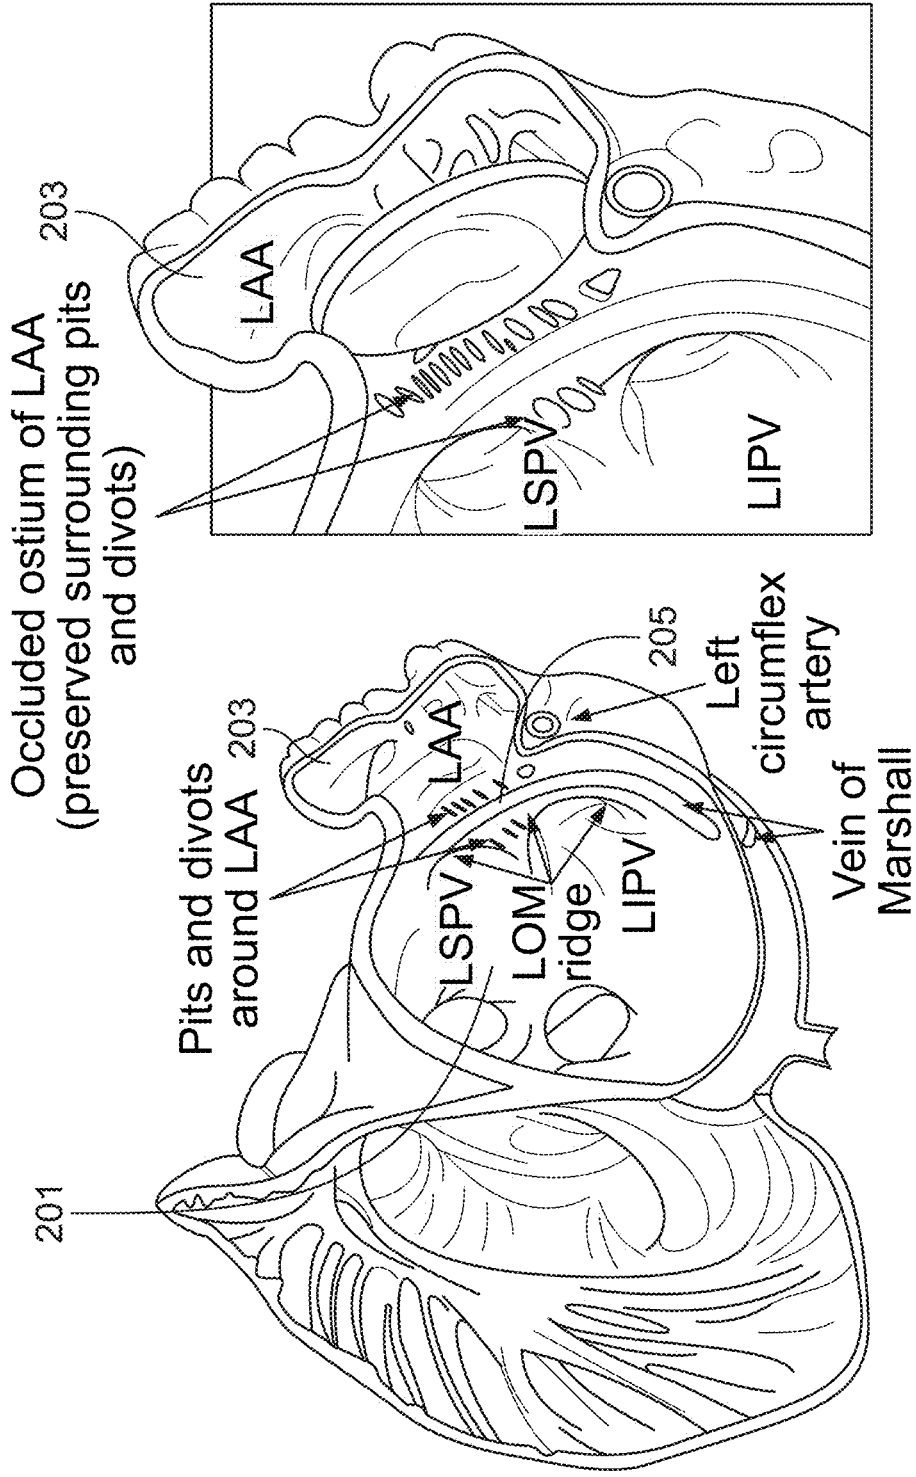 201
Pits and divots
around LAA
203
LAA
LSPV
LOM
ridge
LIPV
205
Left
circumflex
artery
Vein of
Marshall
Occluded ostium of LAA
(preserved surrounding pits
and divots)
203
LAA
LSPV
LIPV